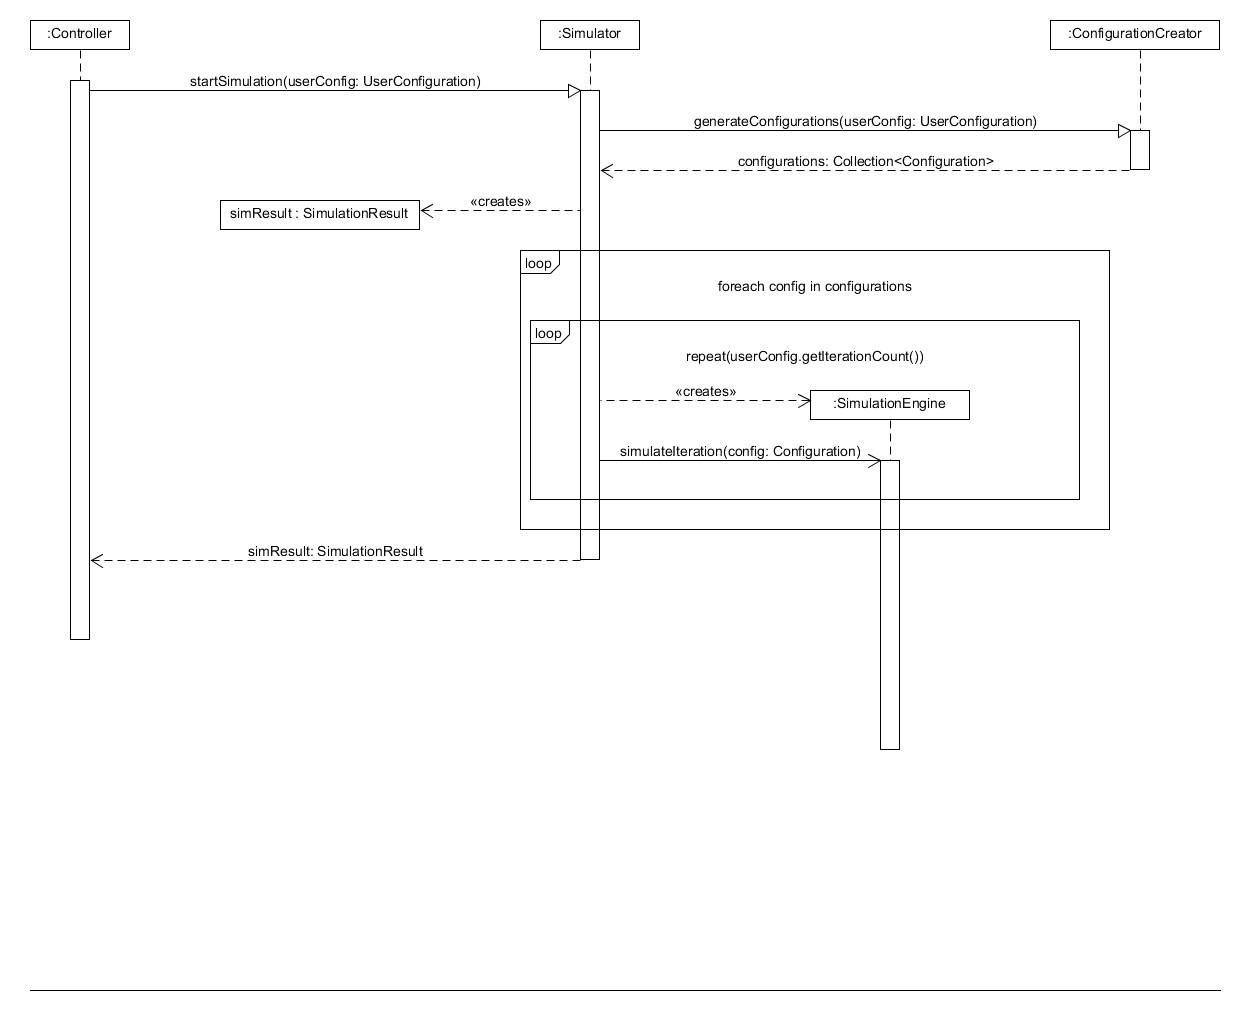 :Controller
:Simulator
:ConfigurationCreator
startSimulation(userConfig: UserConfiguration)
generateConfigurations(userConfig: UserConfiguration)
configurations: Collection<Configuration>
«creates»
simResult : SimulationResult
loop
foreach config in configurations
loop
repeat(userConfig.getIterationCount())
«creates»
:SimulationEngine
simulateIteration(config: Configuration)
simResult: SimulationResult